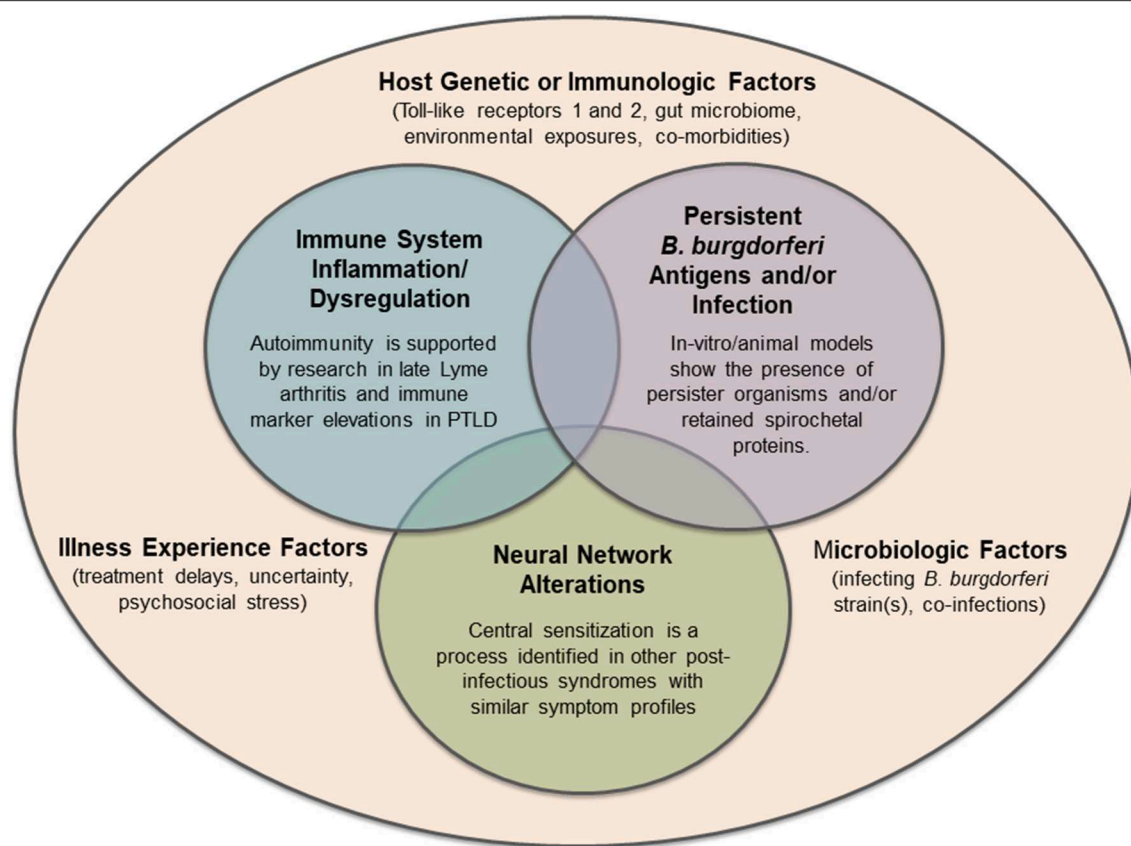 Host Genetic or Immunologic Factors
(Toll-like receptors 1 and 2, gut microbiome,
environmental exposures, co-morbidities)
Immune System
Inflammation/
Dysregulation
Autoimmunity is supported
by research in late Lyme
arthritis and immune
marker elevations in PTLD
Persistent
B. burgdorferi
Antigens and/or
Infection
In-vitro/animal models
show the presence of
persister organisms and/or
retained spirochetal
proteins.
Illness Experience Factors
(treatment delays, uncertainty,
psychosocial stress)
Neural Network
Alterations
Central sensitization is a
process identified in other post-
infectious syndromes with
similar symptom profiles
Microbiologic Factors
(infecting B. burgdorferi
strain(s), co-infections)